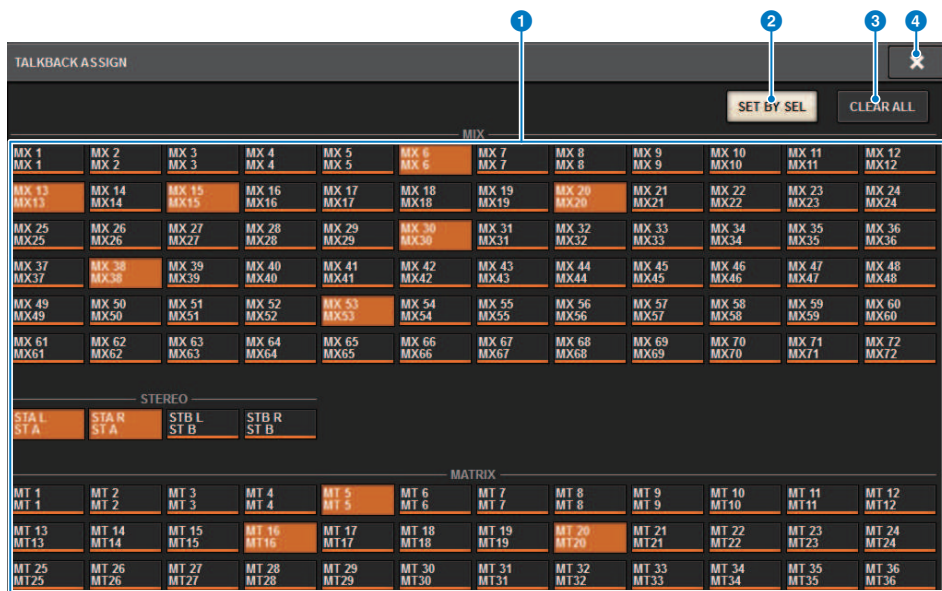 1 2 3 4
TALKBACK ASSIGN
SET BY SEL CLEAR ALL
MIX
MX 1 MX 2 MX 3 MX 4 MX 5 MX 6 MX 7 MX 8 MX 9 MX 10 MX 11 MX 12
MX 1 MX 2 MX 3 MX 4 MX 5 MX 6 MX 7 MX 8 MX 9 MX10 MX11 MX12
MX 13 MX 14 MX 15 MX 16 MX 17 MX 18 MX 19 MX 20 MX 21 MX 22 MX 23 MX 24
MX13 MX14 MX15 MX16 MX17 MX18 MX19 MX20 MX21 MX22 MX23 MX24
MX 25 MX 26 MX 27 MX 28 MX 29 MX 30 MX 31 MX 32 MX 33 MX 34 MX 35 MX 36
MX25 MX26 MX27 MX28 MX29 MX30 MX31 MX32 MX33 MX34 MX35 MX36
MX 37 MX 38 MX 39 MX 40 MX 41 MX 42 MX 43 MX 44 MX 45 MX 46 MX 47 MX 48
MX37 MX38 MX39 MX40 MX41 MX42 MX43 MX44 MX45 MX46 MX47 MX48
MX 49 MX 50 MX 51 MX 52 MX 53 MX 54 MX 55 MX 56 MX 57 MX 58 MX 59 MX 60
MX49 MX50 MX51 MX52 MX53 MX54 MX55 MX56 MX57 MX58 MX59 MX60
MX 61 MX 62 MX 63 MX 64 MX 65 MX 66 MX 67 MX 68 MX 69 MX 70 MX 71 MX 72
MX61 MX62 MX63 MX64 MX65 MX66 MX67 MX68 MX69 MX70 MX71 MX72
STEREO
STA L STA R STB L STB R
ST A ST A ST B ST B
MATRIX
MT 1 MT 2 MT 3 MT 4 MT 5 MT 6 MT 7 MT 8 MT 9 MT 10 MT 11 MT 12
MT 1 MT 2 MT 3 MT 4 MT 5 MT 6 MT 7 MT 8 MT 9 MT10 MT11 MT12
MT 13 MT 14 MT 15 MT 16 MT 17 MT 18 MT 19 MT 20 MT 21 MT 22 MT 23 MT 24
MT13 MT14 MT15 MT16 MT17 MT18 MT19 MT20 MT21 MT22 MT23 MT24
MT 25 MT 26 MT 27 MT 28 MT 29 MT 30 MT 31 MT 32 MT 33 MT 34 MT 35 MT 36
MT25 MT26 MT27 MT28 MT29 MT30 MT31 MT32 MT33 MT34 MT35 MT36